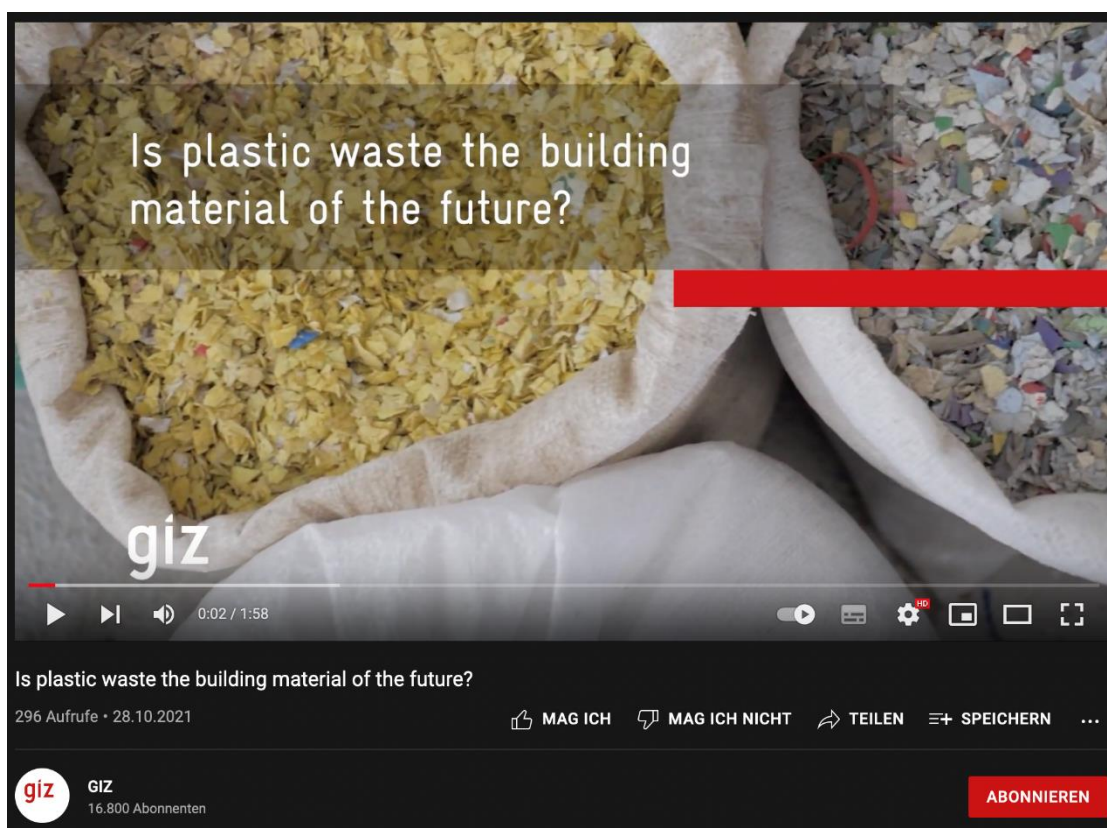 Is plastic waste the building
material of the future?
giz
0:02 / 1:58
HD
Is plastic waste the building material of the future?
296 Aufrufe • 28.10.2021
MAG ICH
MAG ICH NICHT
TEILEN
SPEICHERN
giz
GIZ
16.800 Abonnenten
ABONNIEREN